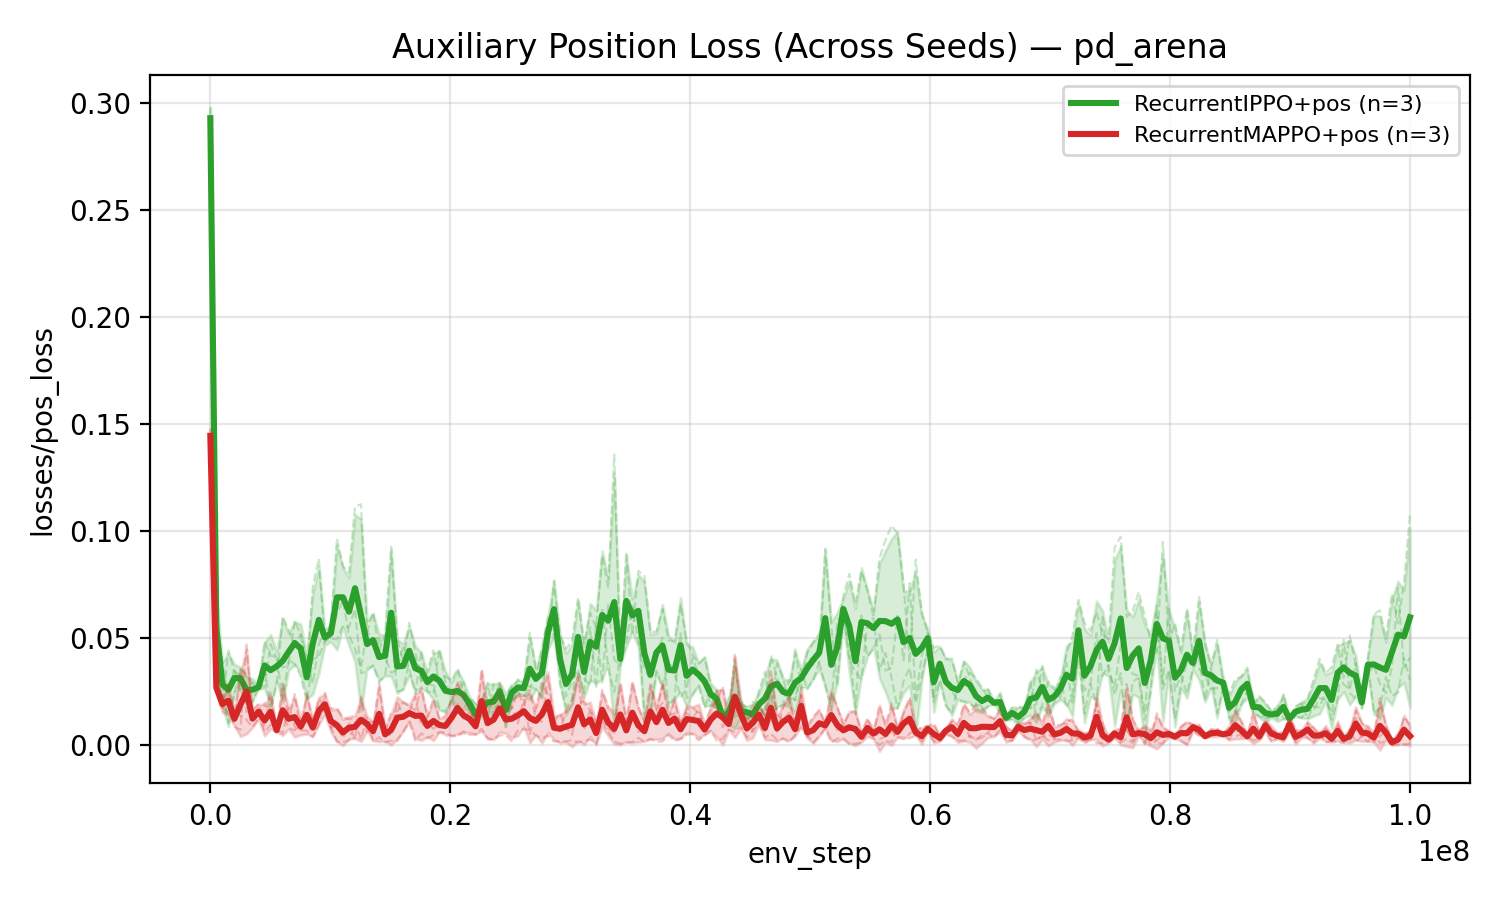 Auxiliary Position Loss (Across Seeds) — pd_arena
RecurrentIPPO+pos (n=3)
RecurrentMAPPO+pos (n=3)
losses/pos_loss
0.30
0.25
0.20
0.15
0.10
0.05
0.00
0.0 0.2 0.4 0.6 0.8 1.0
1e8
env_step